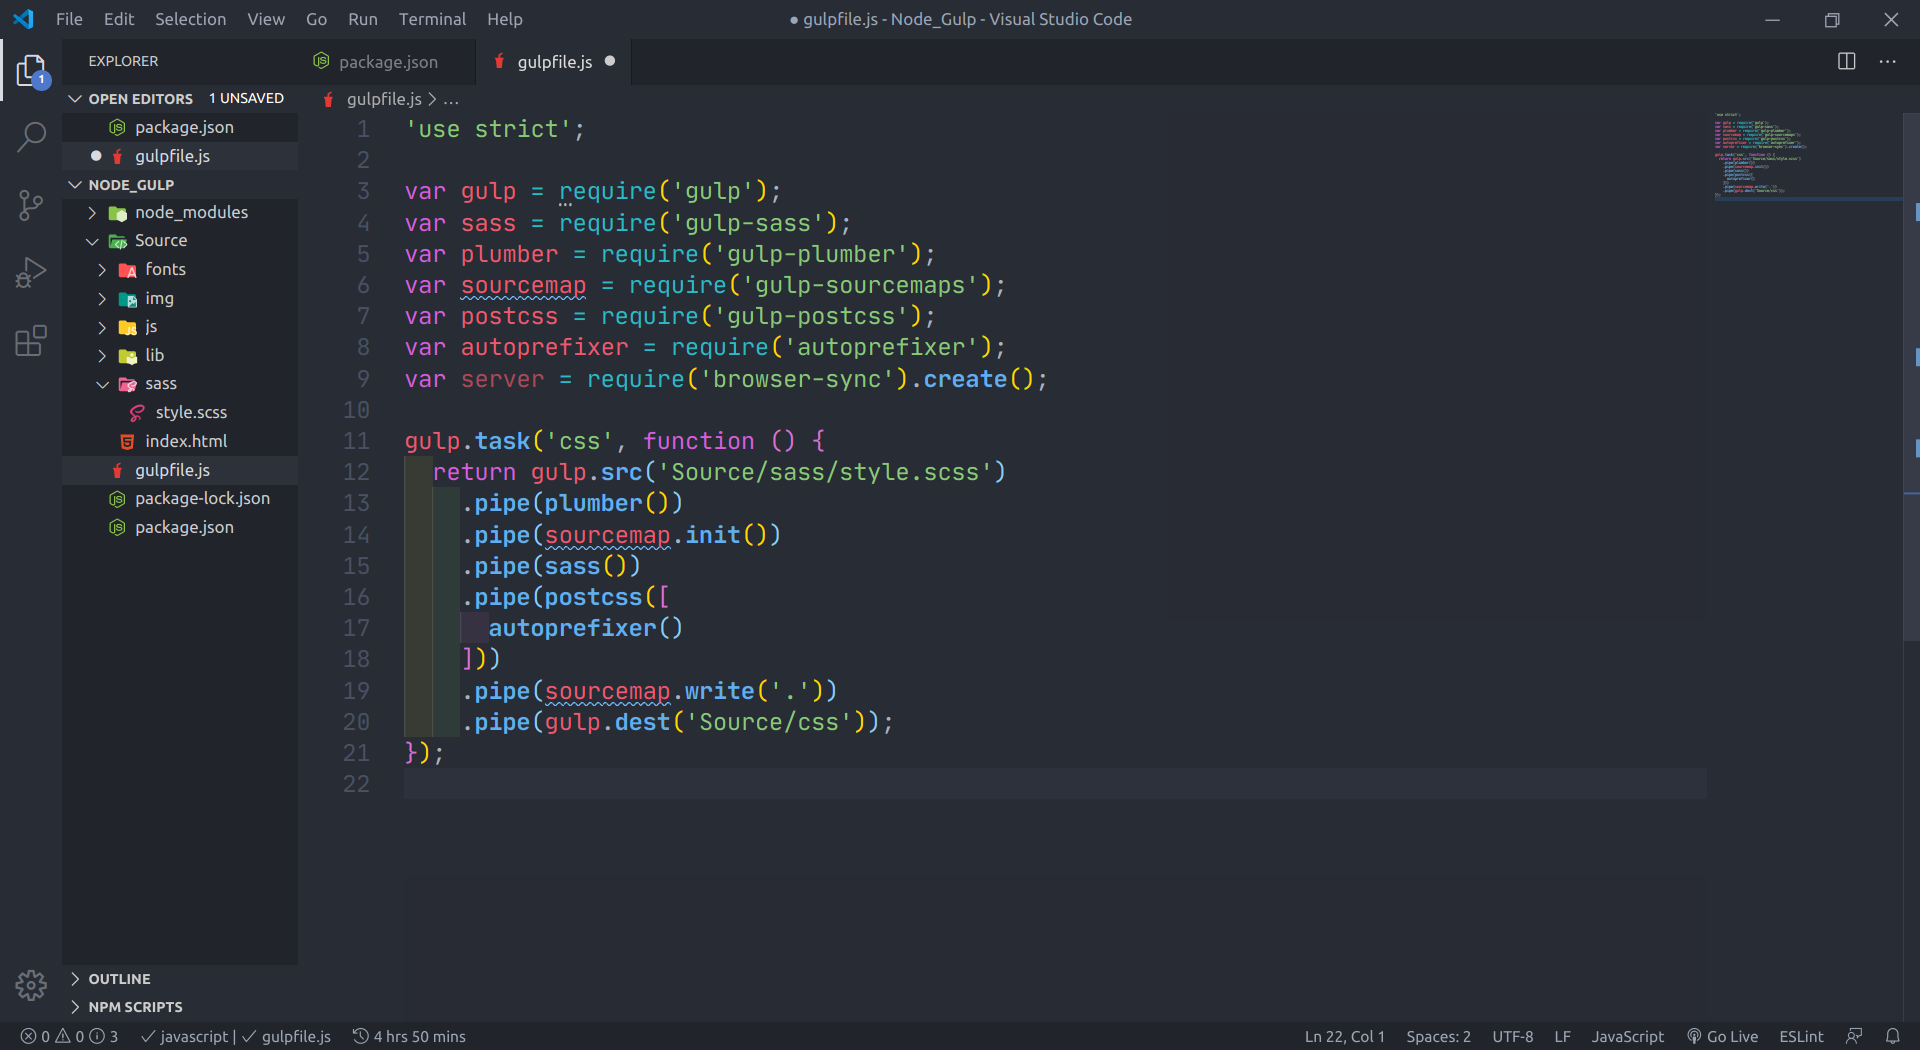 File Edit Selection View Go Run Terminal Help
● gulpfile.js - Node_Gulp - Visual Studio Code
EXPLORER
package.json
gulpfile.js
1
OPEN EDITORS 1 UNSAVED
package.json
gulpfile.js
NODE_GULP
node_modules
Source
fonts
img
js
lib
sass
style.scss
index.html
gulpfile.js
package-lock.json
package.json
OUTLINE
NPM SCRIPTS
gulpfile.js > ...
1 'use strict';
2
3 var gulp = require('gulp');
4 var sass = require('gulp-sass');
5 var plumber = require('gulp-plumber');
6 var sourcemap = require('gulp-sourcemaps');
7 var postcss = require('gulp-postcss');
8 var autoprefixer = require('autoprefixer');
9 var server = require('browser-sync').create();
10
11 gulp.task('css', function () {
12   return gulp.src('Source/sass/style.scss')
13     .pipe(plumber())
14     .pipe(sourcemap.init())
15     .pipe(sass())
16     .pipe(postcss([
17       autoprefixer()
18     ]))
19     .pipe(sourcemap.write('.'))
20     .pipe(gulp.dest('Source/css'));
21 });
22
0 0 3 javascript | gulpfile.js 4 hrs 50 mins
Ln 22, Col 1 Spaces: 2 UTF-8 LF JavaScript Go Live ESLint